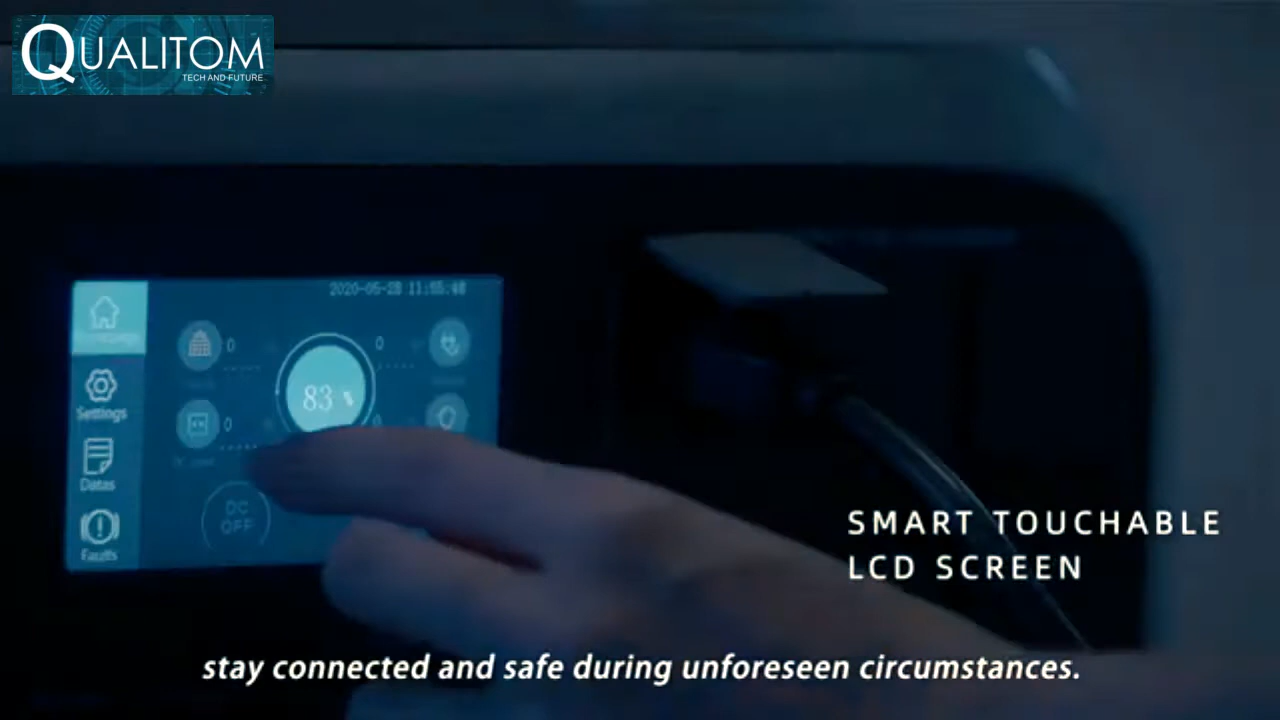 QUALITOM
TECH AND FUTURE
2020-05-28 11:55:46
0
0
83 %
Settings
0
Datas
DC
OFF
Faults
SMART TOUCHABLE
LCD SCREEN
stay connected and safe during unforeseen circumstances.